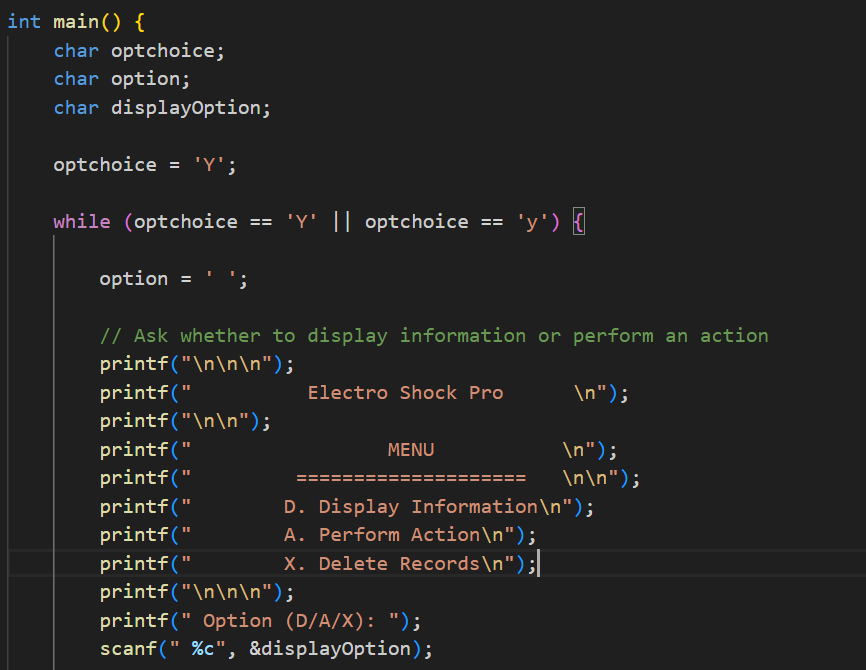 int main() {
    char optchoice;
    char option;
    char displayOption;

    optchoice = 'Y';

    while (optchoice == 'Y' || optchoice == 'y') {

        option = ' ';

        // Ask whether to display information or perform an action
        printf("\n\n\n");
        printf("          Electro Shock Pro      \n");
        printf("\n\n");
        printf("                 MENU           \n");
        printf("         ====================   \n\n");
        printf("        D. Display Information\n");
        printf("        A. Perform Action\n");
        printf("        X. Delete Records\n");
        printf("\n\n\n");
        printf(" Option (D/A/X): ");
        scanf(" %c", &displayOption);